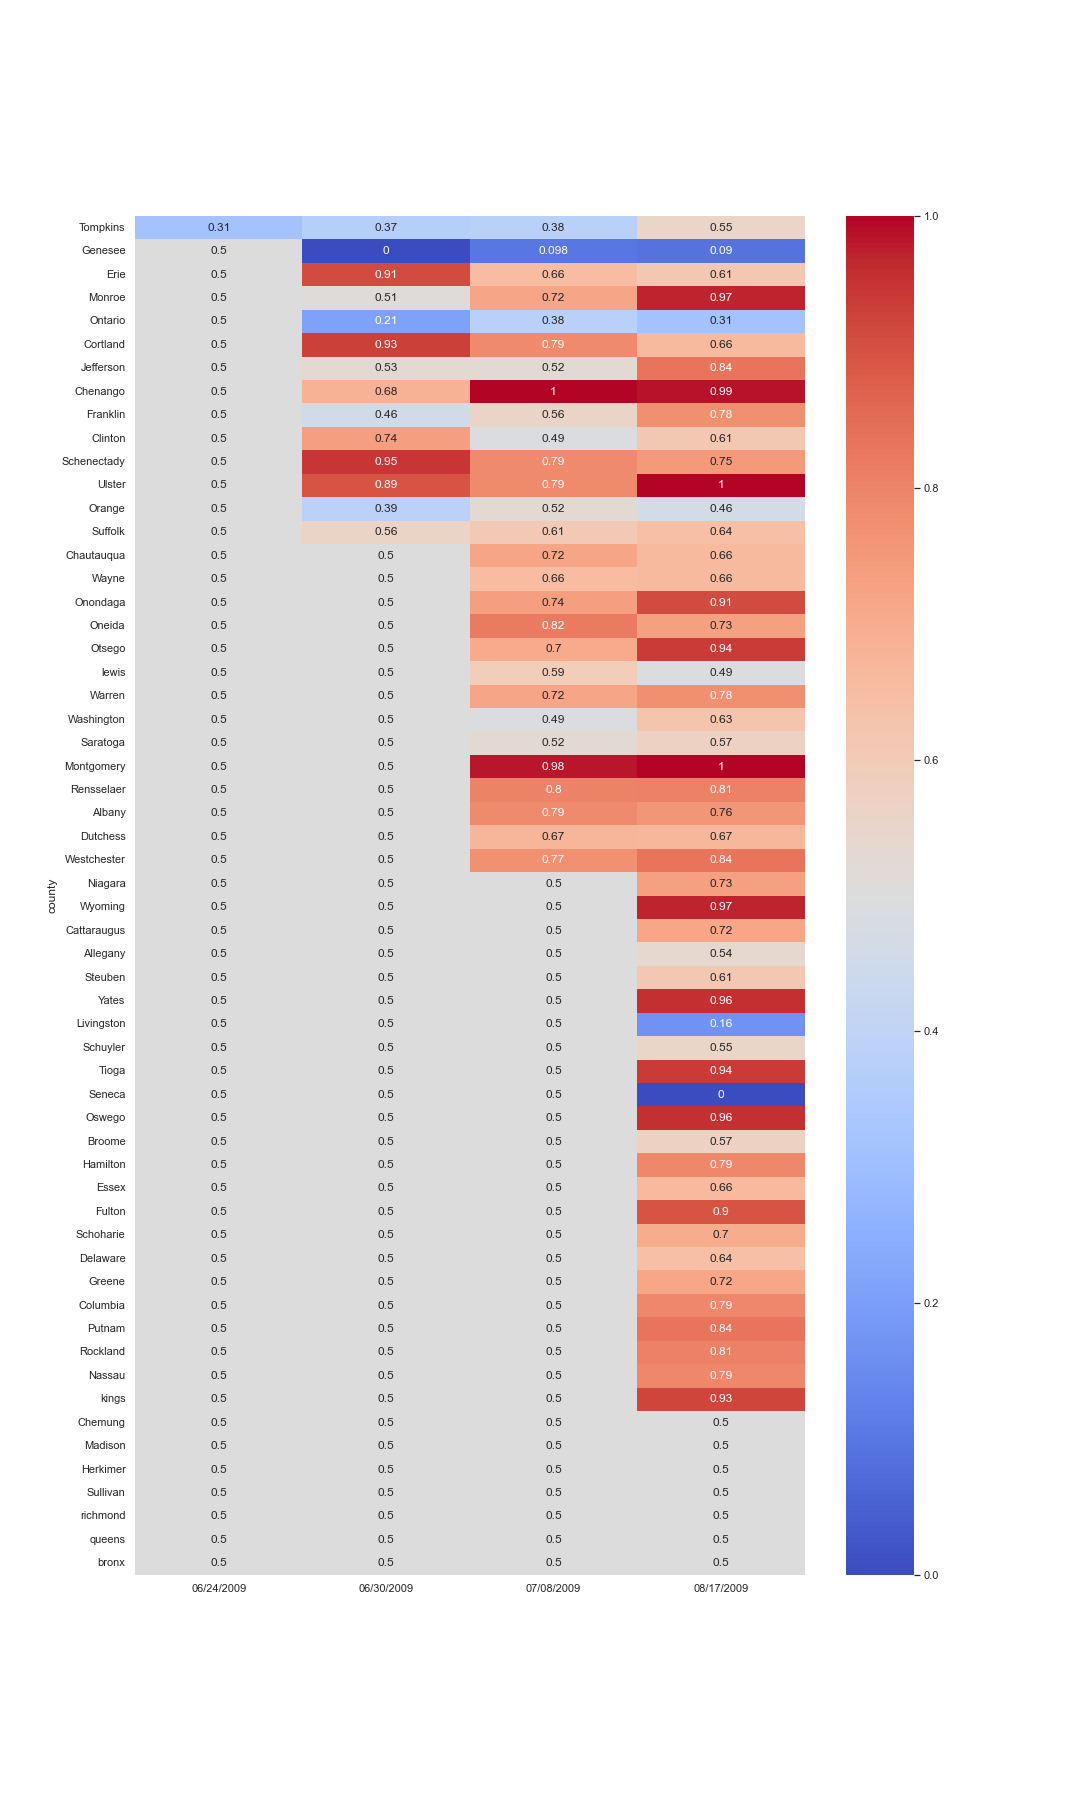 Tompkins 0.31 0.37 0.38 0.55 1.0
Genesee 0.5 0 0.098 0.09
Erie 0.5 0.91 0.66 0.61
Monroe 0.5 0.51 0.72 0.97
Ontario 0.5 0.21 0.38 0.31
Cortland 0.5 0.93 0.79 0.66
Jefferson 0.5 0.53 0.52 0.84
Chenango 0.5 0.68 1 0.99
Franklin 0.5 0.46 0.56 0.78
Clinton 0.5 0.74 0.49 0.61
Schenectady 0.5 0.95 0.79 0.75
Ulster 0.5 0.89 0.79 1 0.8
Orange 0.5 0.39 0.52 0.46
Suffolk 0.5 0.56 0.61 0.64
Chautauqua 0.5 0.5 0.72 0.66
Wayne 0.5 0.5 0.66 0.66
Onondaga 0.5 0.5 0.74 0.91
Oneida 0.5 0.5 0.82 0.73
Otsego 0.5 0.5 0.7 0.94
lewis 0.5 0.5 0.59 0.49
Warren 0.5 0.5 0.72 0.78
Washington 0.5 0.5 0.49 0.63
Saratoga 0.5 0.5 0.52 0.57
Montgomery 0.5 0.5 0.98 1 0.6
Rensselaer 0.5 0.5 0.8 0.81
Albany 0.5 0.5 0.79 0.76
Dutchess 0.5 0.5 0.67 0.67
Westchester 0.5 0.5 0.77 0.84
Niagara 0.5 0.5 0.5 0.73
county
Wyoming 0.5 0.5 0.5 0.97
Cattaraugus 0.5 0.5 0.5 0.72
Allegany 0.5 0.5 0.5 0.54
Steuben 0.5 0.5 0.5 0.61
Yates 0.5 0.5 0.5 0.96
Livingston 0.5 0.5 0.5 0.16 0.4
Schuyler 0.5 0.5 0.5 0.55
Tioga 0.5 0.5 0.5 0.94
Seneca 0.5 0.5 0.5 0
Oswego 0.5 0.5 0.5 0.96
Broome 0.5 0.5 0.5 0.57
Hamilton 0.5 0.5 0.5 0.79
Essex 0.5 0.5 0.5 0.66
Fulton 0.5 0.5 0.5 0.9
Schoharie 0.5 0.5 0.5 0.7
Delaware 0.5 0.5 0.5 0.64
Greene 0.5 0.5 0.5 0.72
Columbia 0.5 0.5 0.5 0.79 0.2
Putnam 0.5 0.5 0.5 0.84
Rockland 0.5 0.5 0.5 0.81
Nassau 0.5 0.5 0.5 0.79
kings 0.5 0.5 0.5 0.93
Chemung 0.5 0.5 0.5 0.5
Madison 0.5 0.5 0.5 0.5
Herkimer 0.5 0.5 0.5 0.5
Sullivan 0.5 0.5 0.5 0.5
richmond 0.5 0.5 0.5 0.5
queens 0.5 0.5 0.5 0.5
bronx 0.5 0.5 0.5 0.5
0.0
06/24/2009 06/30/2009 07/08/2009 08/17/2009